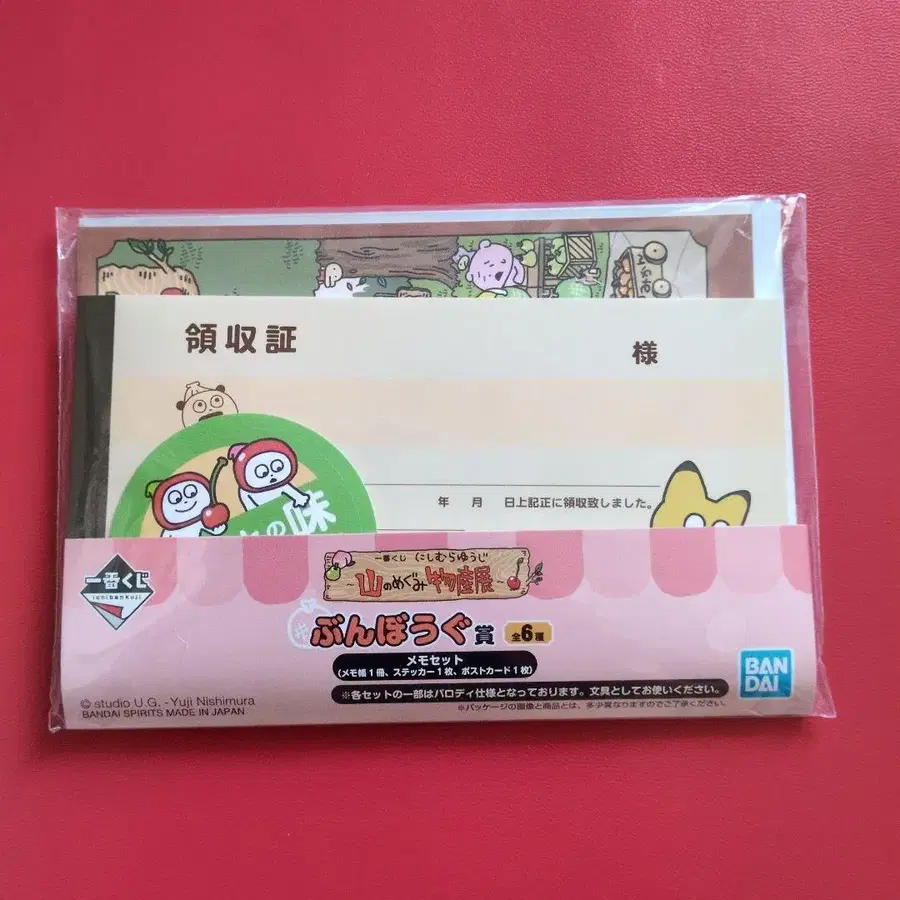 領収証
様
の味
年 月 日上記正に領収致しました。
一番くじ
ichibankuji
一番くじ にしむらゆうじ
山のめぐみ物産展
ぶんぼうぐ賞 全6種
メモセット
(メモ帳1冊、ステッカー1枚、ポストカード1枚)
※各セットの一部はパロディ仕様となっております。文具としてお使いください。
※パッケージの画像と商品とは、多少異なりますのでご了承ください。
© studio U.G. - Yuji Nishimura
BANDAI SPIRITS MADE IN JAPAN
BAN
DAI